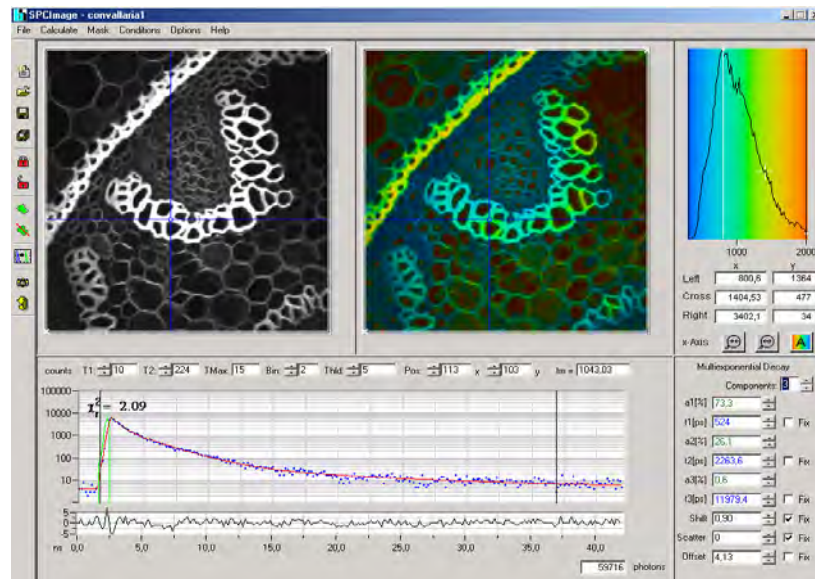 SPCImage - convallaria1
File Calculate Mask Conditions Options Help
1000 2000
x y
Left 800,6 1364
Cross 1404,53 477
Right 3402,1 34
x-Axis A
counts T1: 10 T2: 224 TMax: 15 Bin: 2 Thld: 5 Pos: 113 x 103 y Im = 1043,03
100000
10000
1000
100
10
χr² = 2.09
5
0
-5
ns 0,0 5,0 10,0 15,0 20,0 25,0 30,0 35,0 40,0
59716 photons
Multiexponential Decay
Components: 3
a1[%] 73,3
t1[ps] 524 Fix
a2[%] 26,1
t2[ps] 2263,6 Fix
a3[%] 0,6
t3[ps] 11979,4 Fix
Shift 0,90 Fix
Scatter 0 Fix
Offset 4,13 Fix